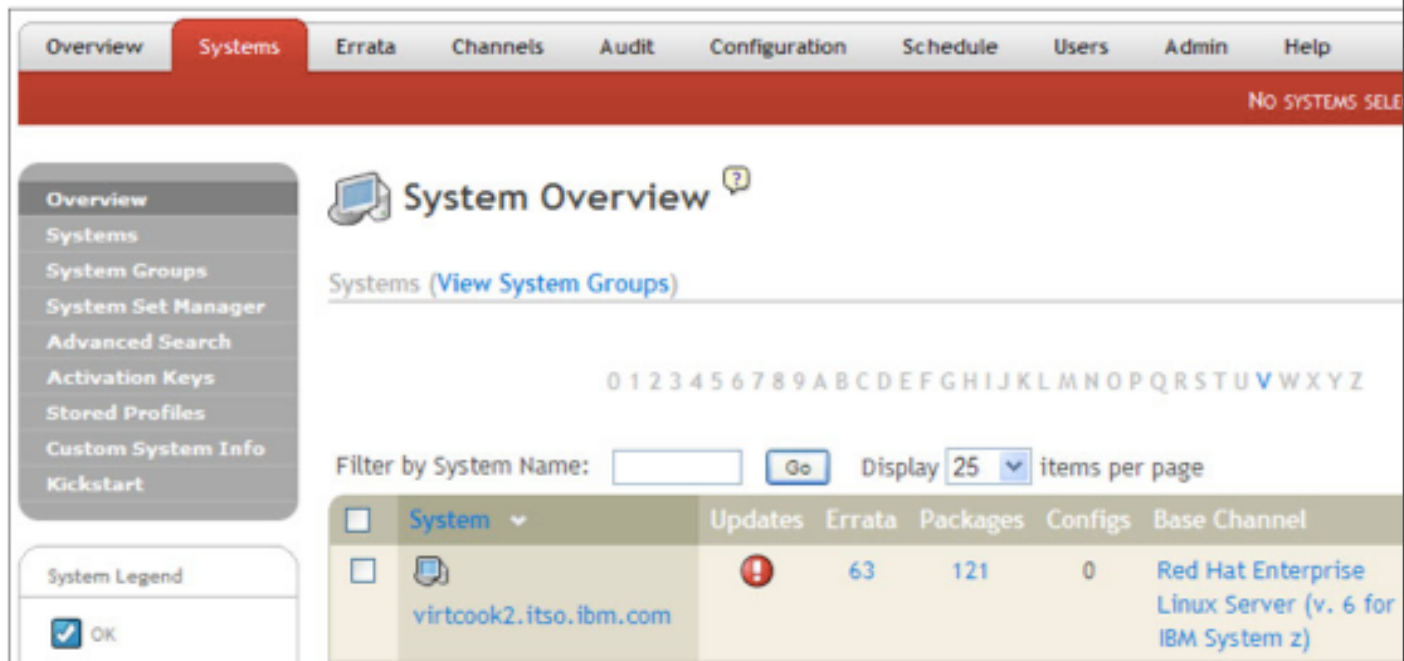 Overview Systems Errata Channels Audit Configuration Schedule Users Admin Help
NO SYSTEMS SELE
Overview
Systems
System Groups
System Set Manager
Advanced Search
Activation Keys
Stored Profiles
Custom System Info
Kickstart
System Legend
OK
System Overview ?
Systems (View System Groups)
0 1 2 3 4 5 6 7 8 9 A B C D E F G H I J K L M N O P Q R S T U V W X Y Z
Filter by System Name: Go Display 25 items per page
System Updates Errata Packages Configs Base Channel
virtcook2.itso.ibm.com 63 121 0 Red Hat Enterprise
Linux Server (v. 6 for
IBM System z)